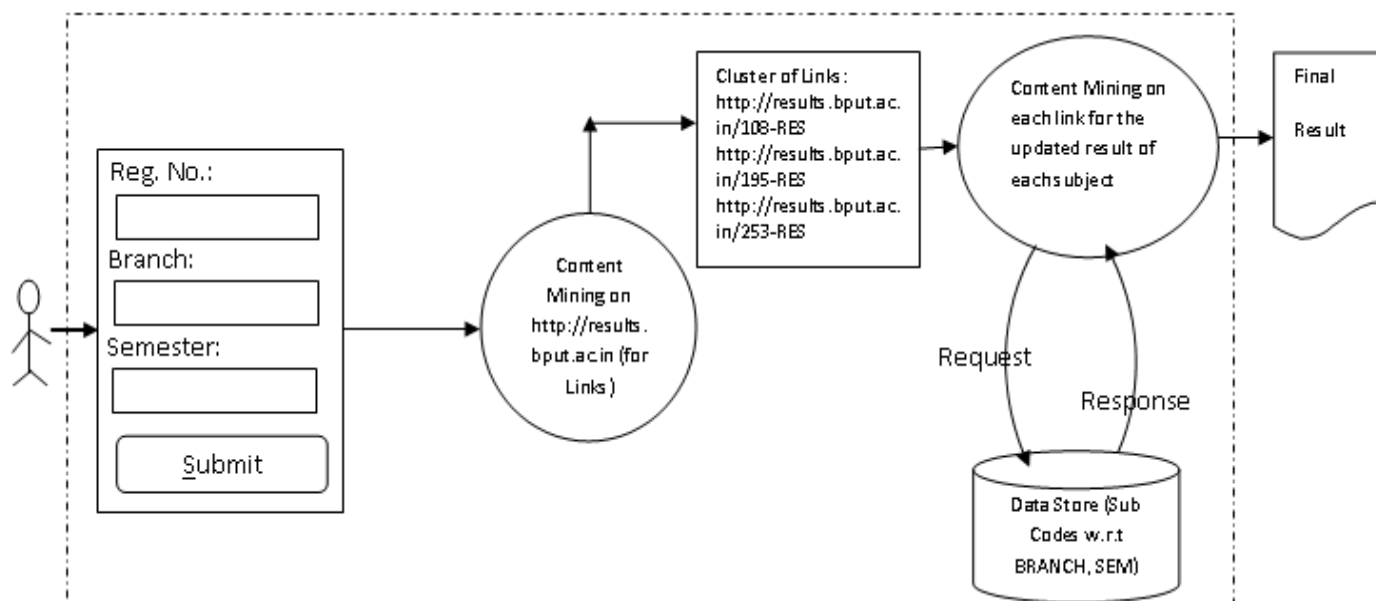 Reg. No.:
Branch:
Semester:
Submit
Content
Mining on
http://results.
bput.ac.in (for
Links)
Cluster of Links:
http://results.bput.ac.
in/108-RES
http://results.bput.ac.
in/195-RES
http://results.bput.ac.
in/253-RES
Content Mining on
each link for the
updated result of
each subject
Request
Response
Data Store (Sub
Codes w.r.t
BRANCH, SEM)
Final
Result